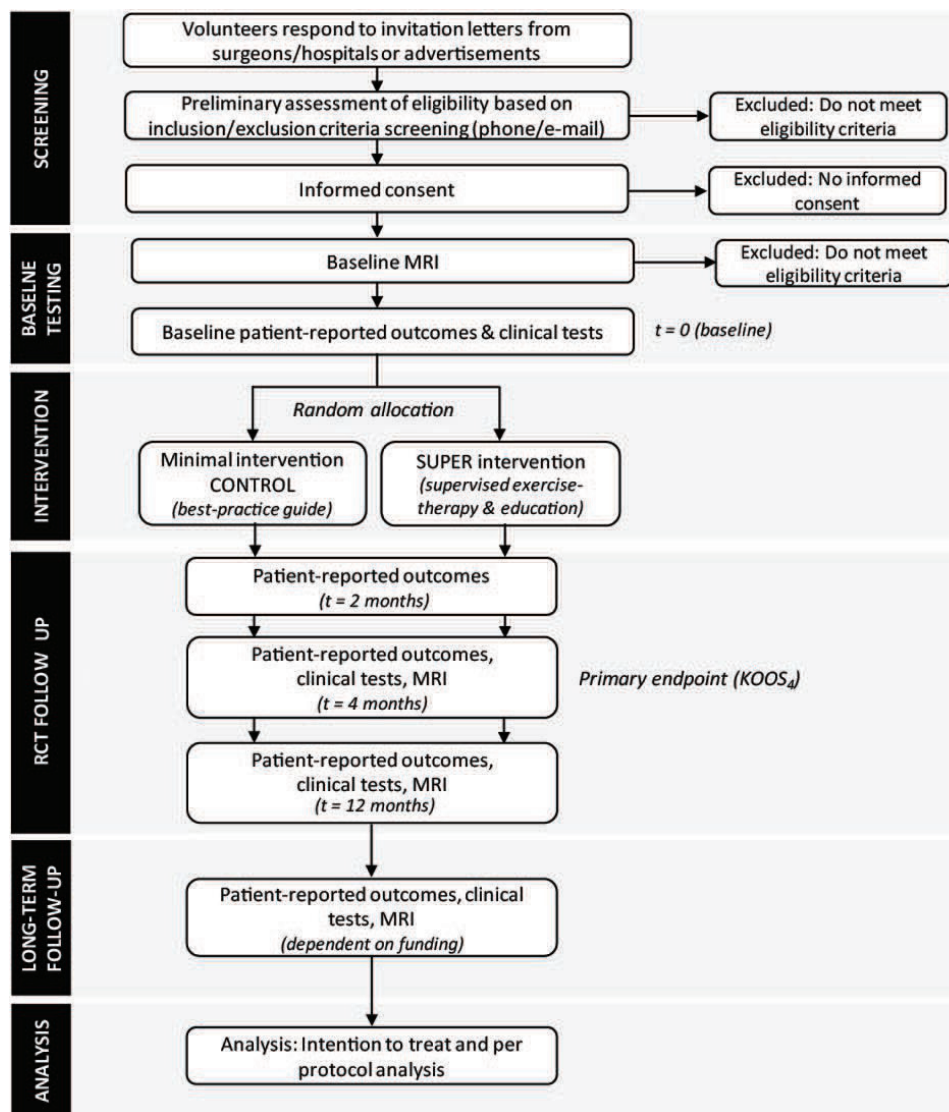 SCREENING
Volunteers respond to invitation letters from
surgeons/hospitals or advertisements
Preliminary assessment of eligibility based on
inclusion/exclusion criteria screening (phone/e-mail)
Excluded: Do not meet
eligibility criteria
Informed consent
Excluded: No informed
consent
BASELNE
TESTING
Baseline MRI
Excluded: Do not meet
eligibility criteria
Baseline patient-reported outcomes & clinical tests
t = 0 (baseline)
INTERVENTION
Random allocation
Minimal intervention
CONTROL
(best-practice guide)
SUPER intervention
(supervised exercise-
therapy & education)
RCT FOLLOW UP
Patient-reported outcomes
(t = 2 months)
Patient-reported outcomes,
clinical tests, MRI
(t = 4 months)
Primary endpoint (KOOS₄)
Patient-reported outcomes,
clinical tests, MRI
(t = 12 months)
LONG-TERM
FOLLOW-UP
Patient-reported outcomes, clinical
tests, MRI
(dependent on funding)
ANALYSIS
Analysis: Intention to treat and per
protocol analysis